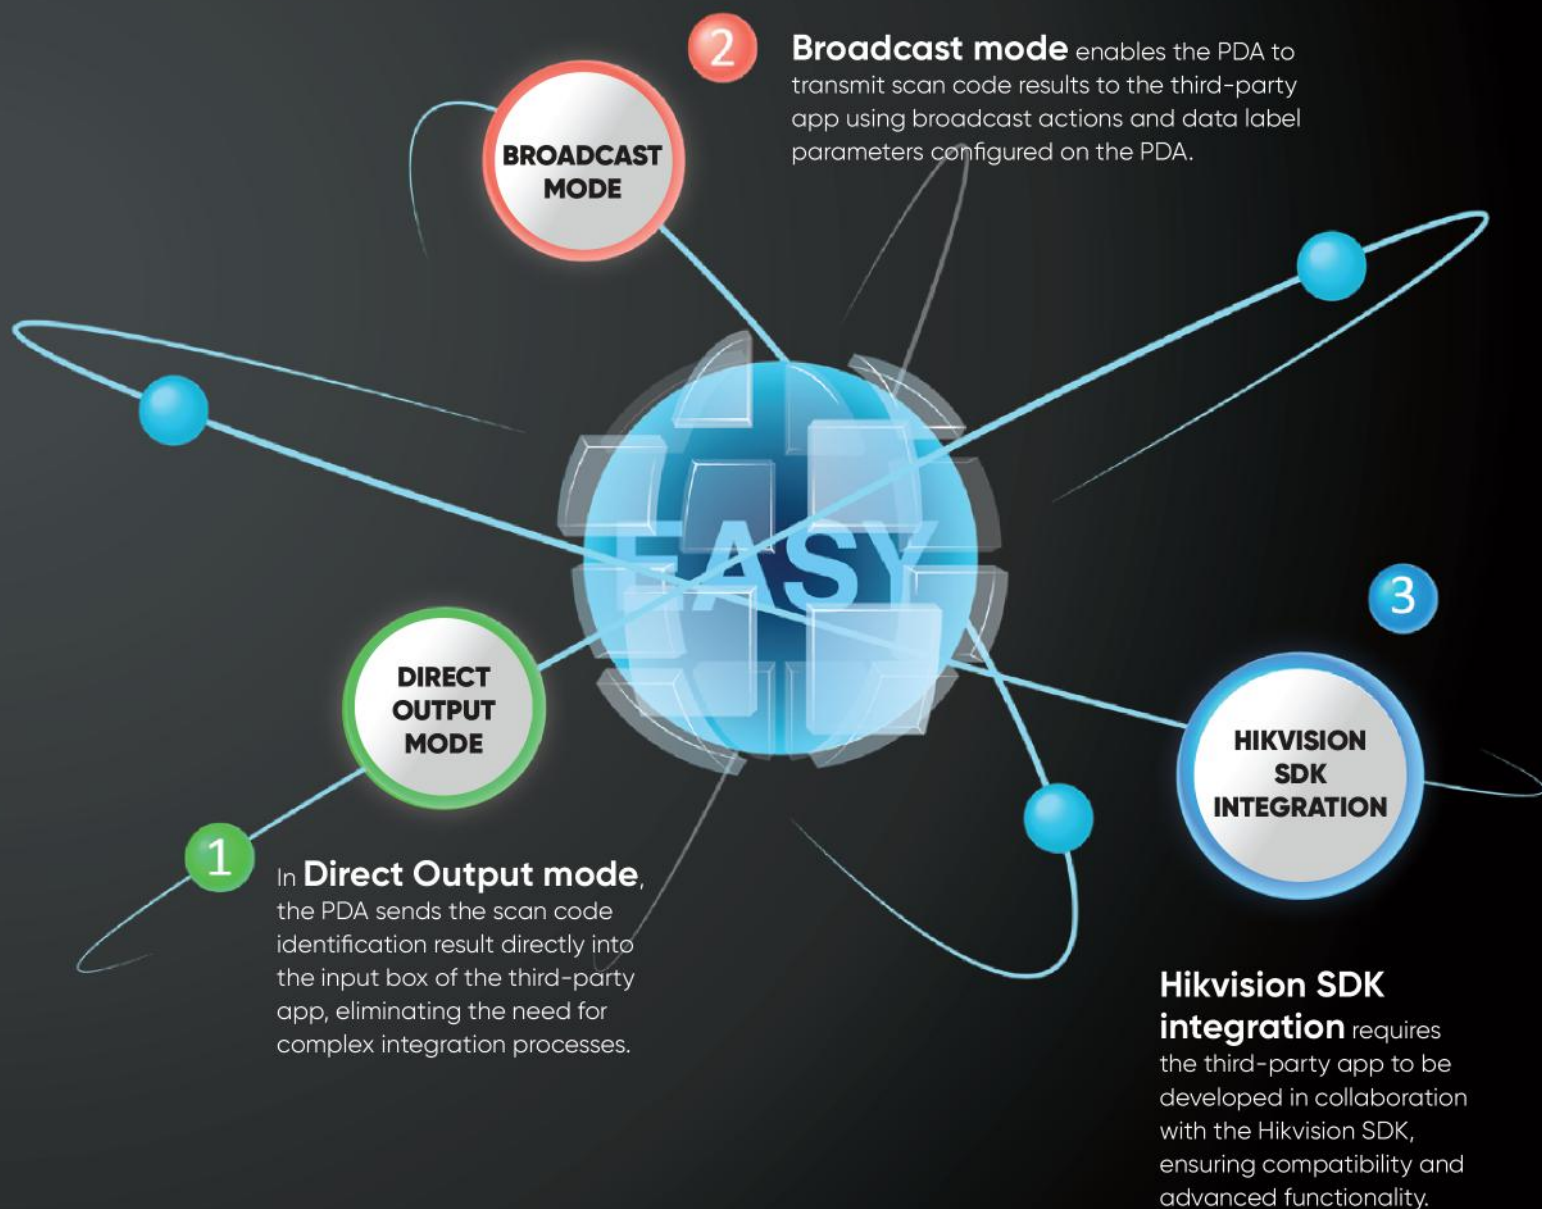 2
Broadcast mode enables the PDA to
transmit scan code results to the third-party
app using broadcast actions and data label
parameters configured on the PDA.
BROADCAST
MODE
EASY
3
DIRECT
OUTPUT
MODE
HIKVISION
SDK
INTEGRATION
1
In Direct Output mode,
the PDA sends the scan code
identification result directly into
the input box of the third-party
app, eliminating the need for
complex integration processes.
Hikvision SDK
integration requires
the third-party app to be
developed in collaboration
with the Hikvision SDK,
ensuring compatibility and
advanced functionality.